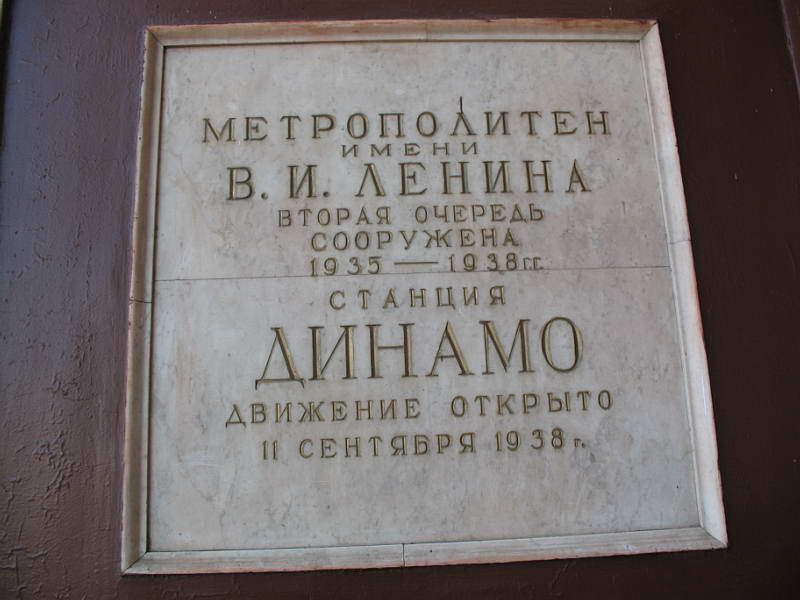 МЕТРОПОЛИТЕН
ИМЕНИ
В. И. ЛЕНИНА
ВТОРАЯ ОЧЕРЕДЬ
СООРУЖЕНА
1935 — 1938 гг.
СТАНЦИЯ
ДИНАМО
ДВИЖЕНИЕ ОТКРЫТО
11 СЕНТЯБРЯ 1938 г.